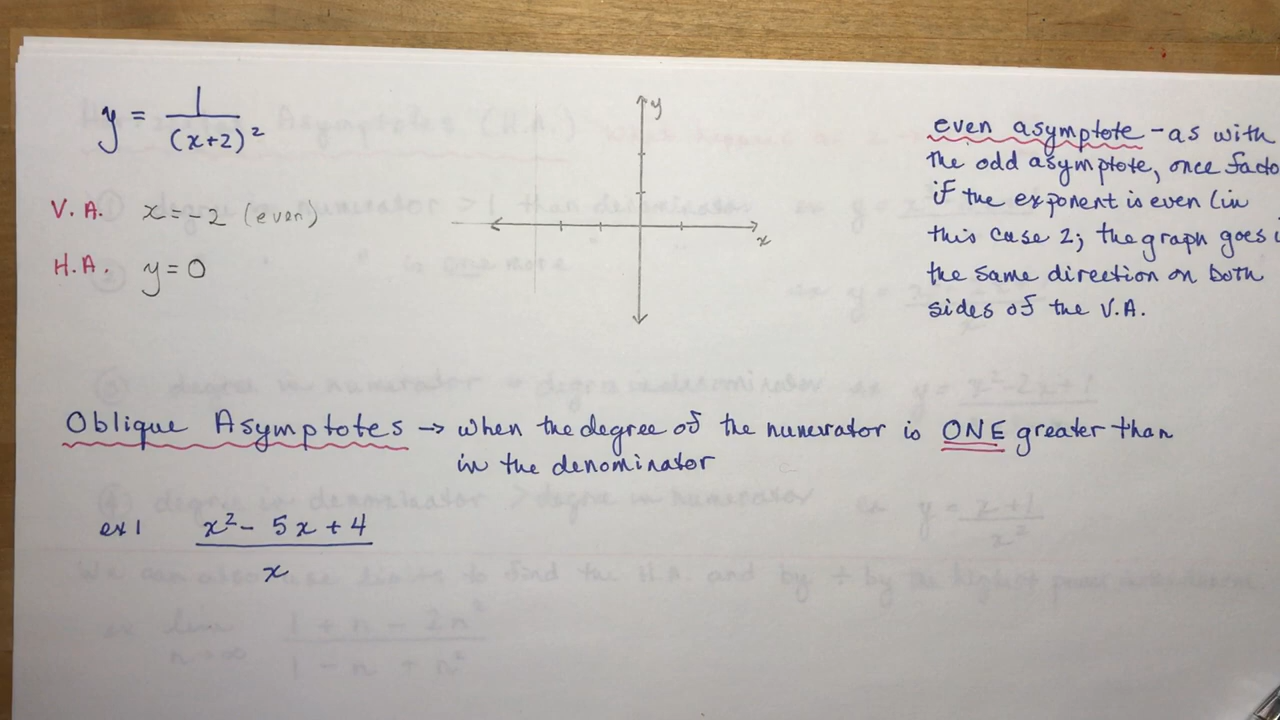 y = 1/(x+2)²
V.A. x = -2 (even)
H.A. y = 0
y
x
even asymptote - as with
the odd asymptote, once facto
if the exponent is even (in
this case 2; the graph goes i
the same direction on both
sides of the V.A.
Oblique Asymptotes → when the degree of the numerator is ONE greater than
in the denominator
ex 1 x² - 5x + 4
x